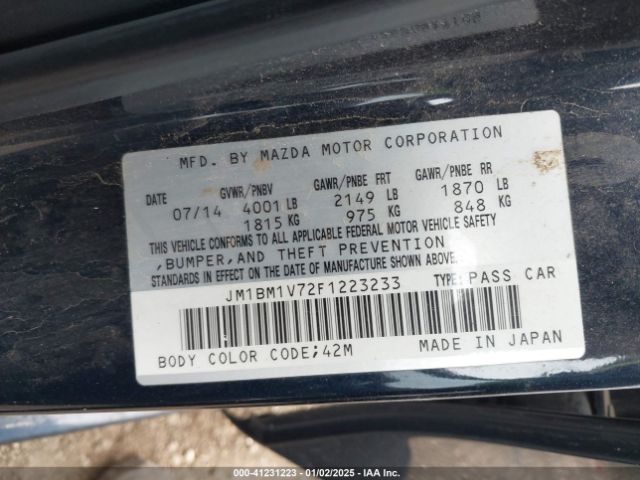 MFD. BY MAZDA MOTOR CORPORATION
DATE GVWR/PNBV GAWR/PNBE FRT GAWR/PNBE RR
07/14 4001 LB 2149 LB 1870 LB
1815 KG 975 KG 848 KG
THIS VEHICLE CONFORMS TO ALL APPLICABLE FEDERAL MOTOR VEHICLE SAFETY
,BUMPER,AND THEFT PREVENTION
STANDARDS IN EFFECT ON THE DATE OF MANUFACTURE SHOWN ABOVE.
JM1BM1V72F1223233 TYPE:PASS CAR
BODY COLOR CODE;42M MADE IN JAPAN
000-41231223 | 01/02/2025 - IAA Inc.